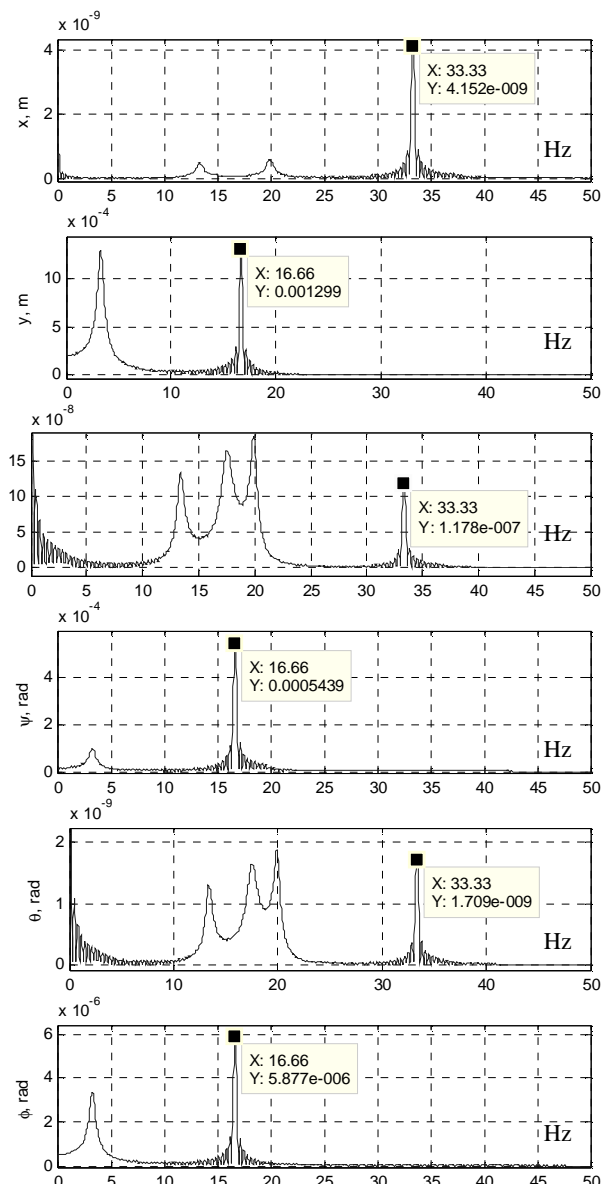 x 10⁻⁹
4
2
0
x, m
X: 33.33
Y: 4.152e-009
Hz
0 5 10 15 20 25 30 35 40 45 50
x 10⁻⁴
10
5
0
y, m
X: 16.66
Y: 0.001299
Hz
0 10 20 30 40 50
x 10⁻⁸
15
10
5
0
X: 33.33
Y: 1.178e-007
Hz
0 5 10 15 20 25 30 35 40 45 50
x 10⁻⁴
4
2
0
ψ, rad
X: 16.66
Y: 0.0005439
Hz
0 5 10 15 20 25 30 35 40 45 50
x 10⁻⁹
2
1
0
θ, rad
X: 33.33
Y: 1.709e-009
Hz
0 10 20 30 40 50
x 10⁻⁶
6
4
2
0
ϕ, rad
X: 16.66
Y: 5.877e-006
Hz
0 5 10 15 20 25 30 35 40 45 50